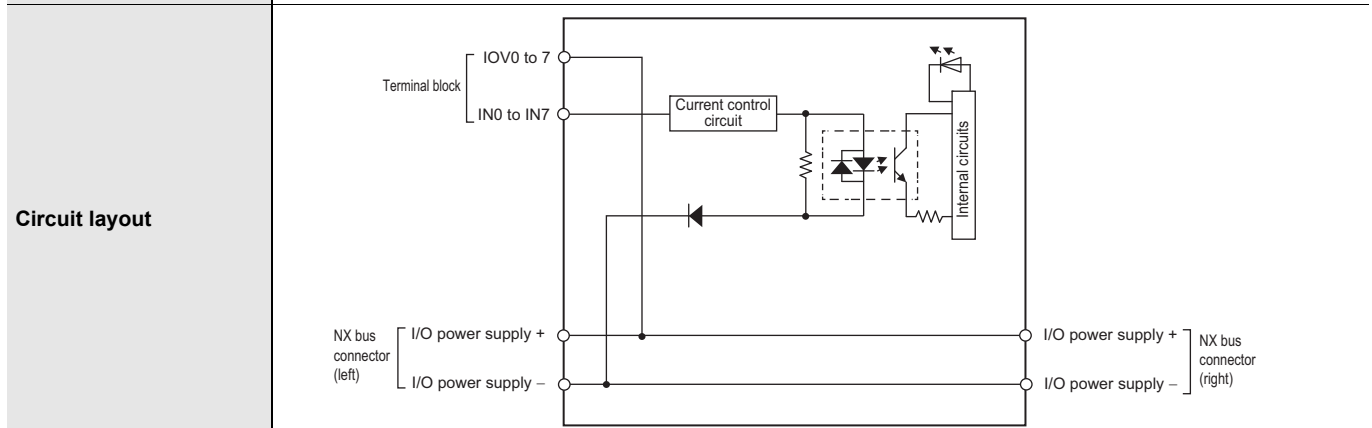 Circuit layout
Terminal block
IOV0 to 7
IN0 to IN7
Current control
circuit
Internal circuits
NX bus
connector
(left)
I/O power supply +
I/O power supply –
I/O power supply +
I/O power supply –
NX bus
connector
(right)